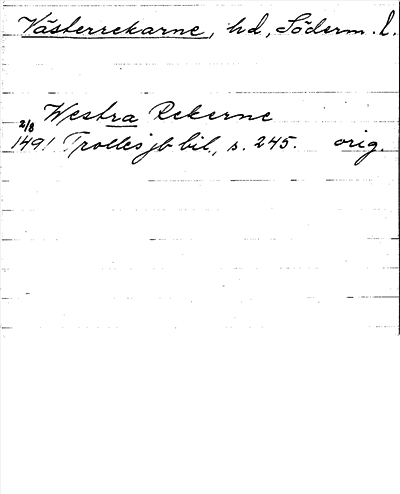 Västerrekarne, hd, Söderm. l.
Westra Rekerne
2/8
1491 Trolles jb bil., s. 245. orig.